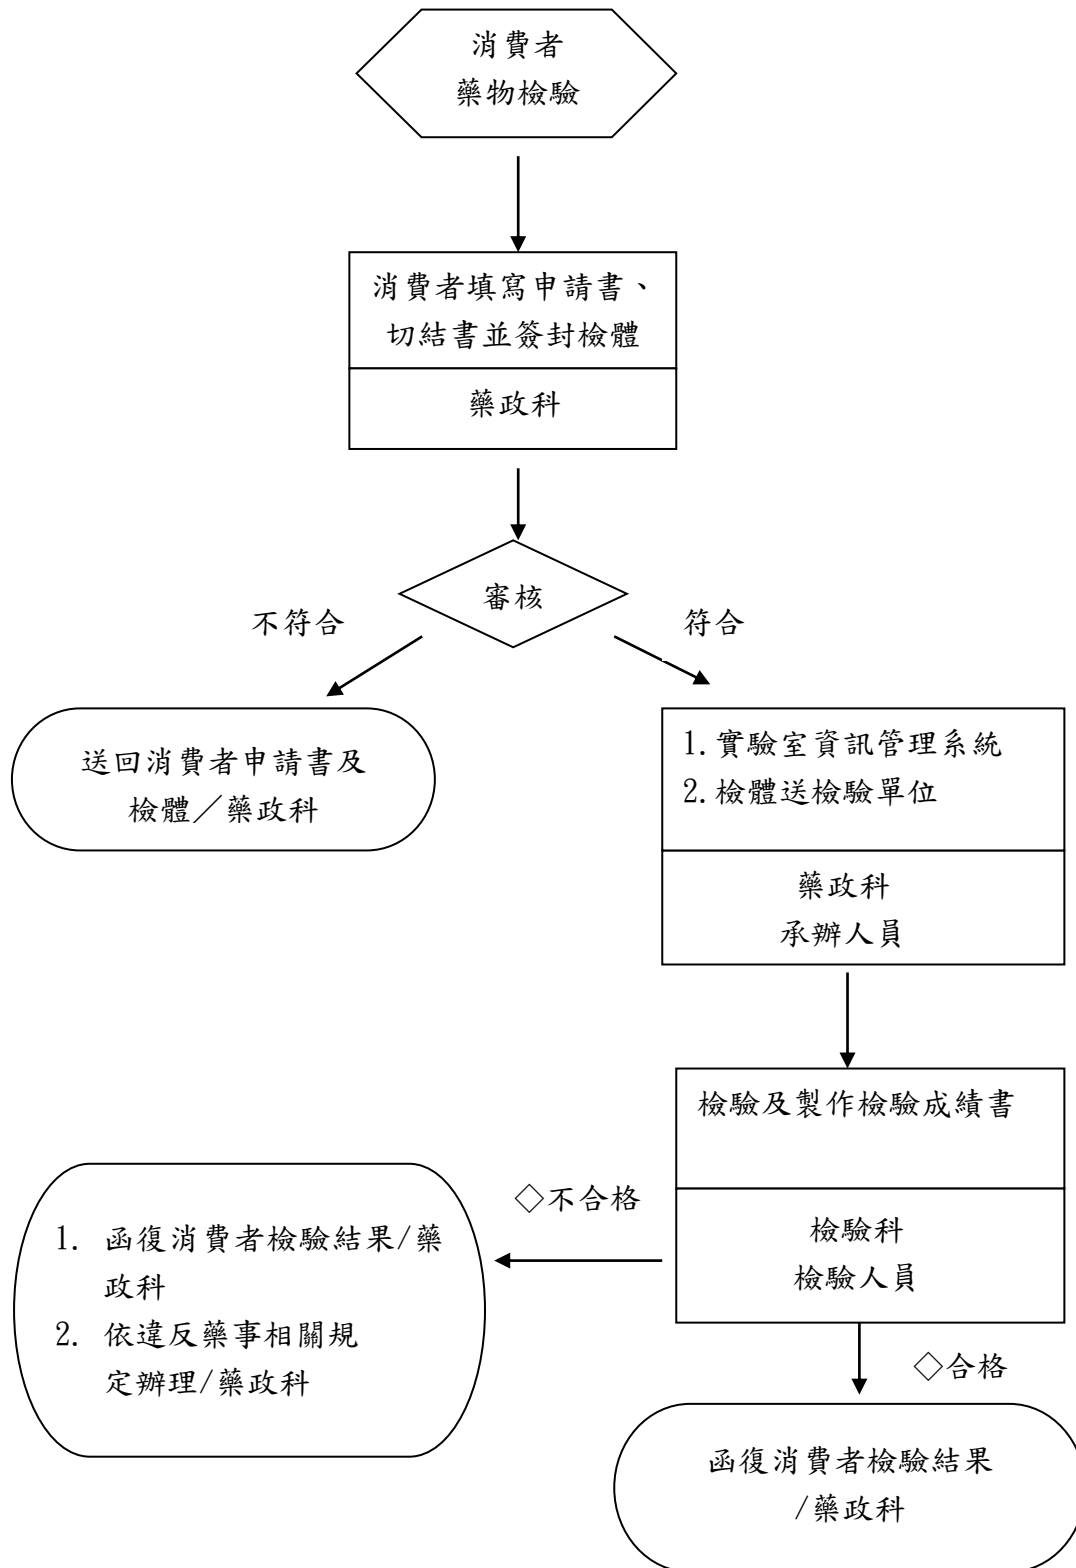 消費者
藥物檢驗
消費者填寫申請書、
切結書並簽封檢體
藥政科
審核
不符合
符合
送回消費者申請書及
檢體／藥政科
1.實驗室資訊管理系統
2.檢體送檢驗單位
藥政科
承辦人員
檢驗及製作檢驗成績書
檢驗科
檢驗人員
◇不合格
1. 函復消費者檢驗結果/藥
政科
2. 依違反藥事相關規
定辦理/藥政科
◇合格
函復消費者檢驗結果
/藥政科